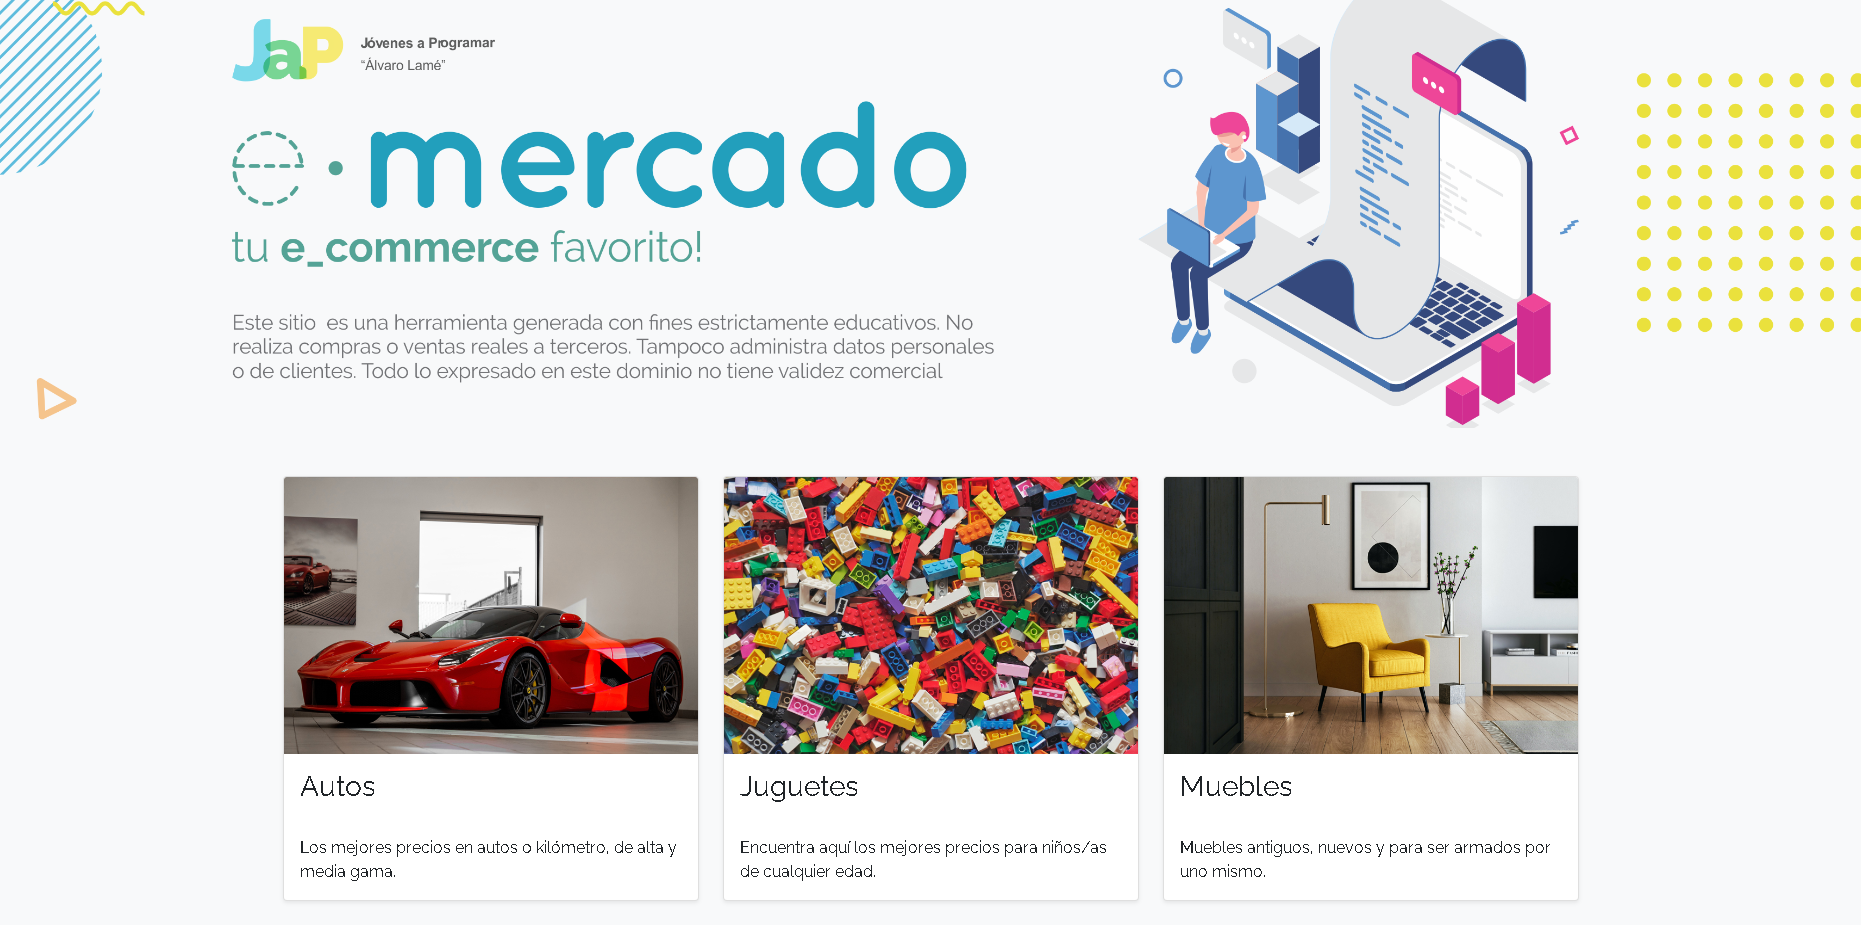 JaP
Jóvenes a Programar
“Álvaro Lamé”
e · mercado
tu e_commerce favorito!
Este sitio es una herramienta generada con fines estrictamente educativos. No
realiza compras o ventas reales a terceros. Tampoco administra datos personales
o de clientes. Todo lo expresado en este dominio no tiene validez comercial
Autos
Juguetes
Muebles
Los mejores precios en autos 0 kilómetro, de alta y
media gama.
Encuentra aquí los mejores precios para niños/as
de cualquier edad.
Muebles antiguos, nuevos y para ser armados por
uno mismo.